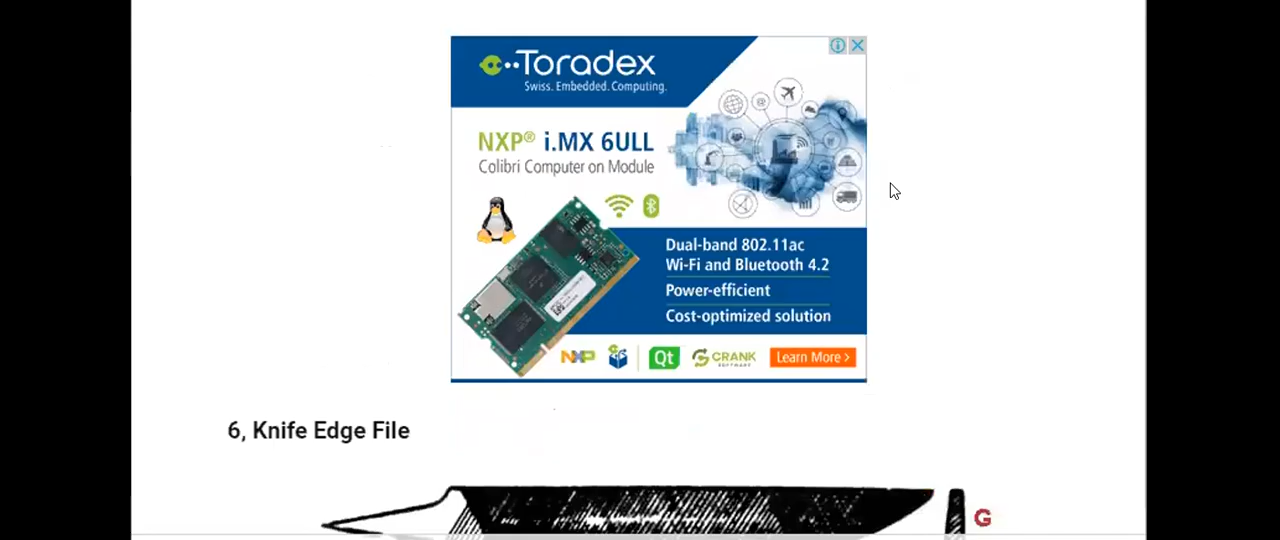 Toradex
Swiss. Embedded. Computing.
NXP® i.MX 6ULL
Colibri Computer on Module
Dual-band 802.11ac
Wi-Fi and Bluetooth 4.2
Power-efficient
Cost-optimized solution
NXP Qt CRANK SOFTWARE Learn More >
6, Knife Edge File
G